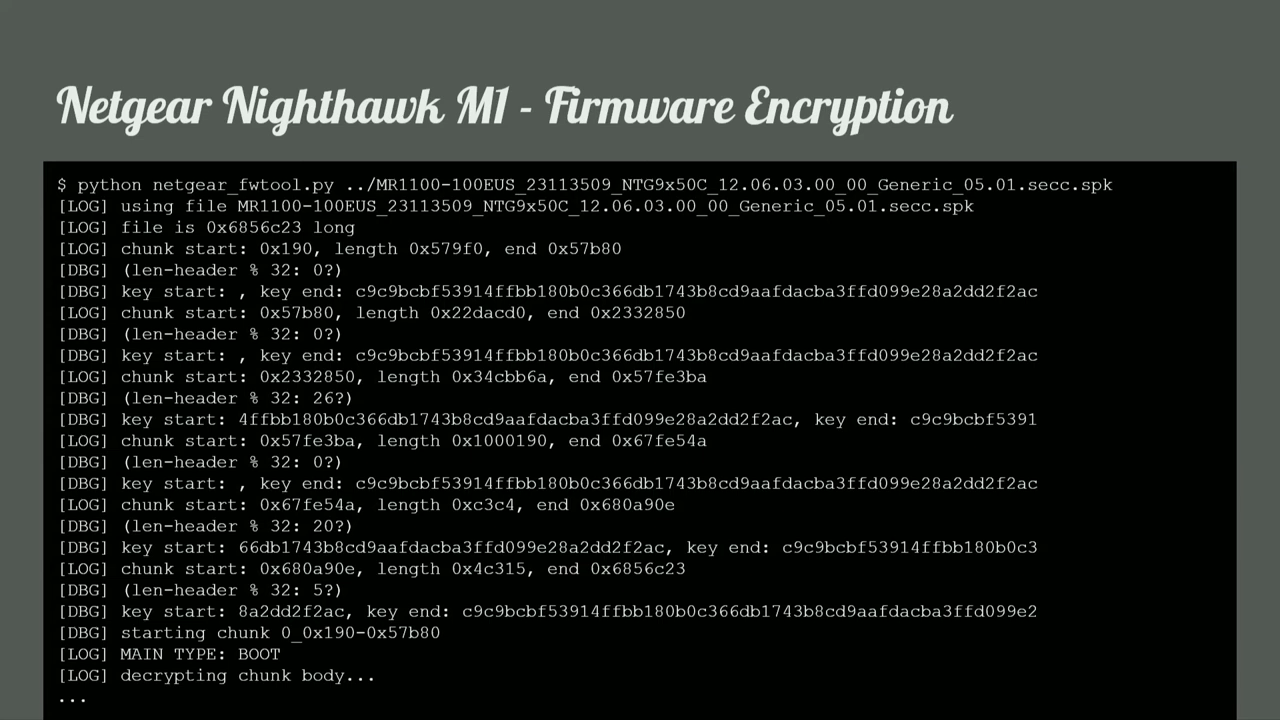 Netgear Nighthawk M1 - Firmware Encryption
$ python netgear_fwtool.py ../MR1100-100EUS_23113509_NTG9x50C_12.06.03.00_00_Generic_05.01.secc.spk
[LOG] using file MR1100-100EUS_23113509_NTG9x50C_12.06.03.00_00_Generic_05.01.secc.spk
[LOG] file is 0x6856c23 long
[LOG] chunk start: 0x190, length 0x579f0, end 0x57b80
[DBG] (len-header % 32: 0?)
[DBG] key start: , key end: c9c9bcbf53914ffbb180b0c366db1743b8cd9aafdacba3ffd099e28a2dd2f2ac
[LOG] chunk start: 0x57b80, length 0x22dacd0, end 0x2332850
[DBG] (len-header % 32: 0?)
[DBG] key start: , key end: c9c9bcbf53914ffbb180b0c366db1743b8cd9aafdacba3ffd099e28a2dd2f2ac
[LOG] chunk start: 0x2332850, length 0x34cbb6a, end 0x57fe3ba
[DBG] (len-header % 32: 26?)
[DBG] key start: 4ffbb180b0c366db1743b8cd9aafdacba3ffd099e28a2dd2f2ac, key end: c9c9bcbf5391
[LOG] chunk start: 0x57fe3ba, length 0x1000190, end 0x67fe54a
[DBG] (len-header % 32: 0?)
[DBG] key start: , key end: c9c9bcbf53914ffbb180b0c366db1743b8cd9aafdacba3ffd099e28a2dd2f2ac
[LOG] chunk start: 0x67fe54a, length 0xc3c4, end 0x680a90e
[DBG] (len-header % 32: 20?)
[DBG] key start: 66db1743b8cd9aafdacba3ffd099e28a2dd2f2ac, key end: c9c9bcbf53914ffbb180b0c3
[LOG] chunk start: 0x680a90e, length 0x4c315, end 0x6856c23
[DBG] (len-header % 32: 5?)
[DBG] key start: 8a2dd2f2ac, key end: c9c9bcbf53914ffbb180b0c366db1743b8cd9aafdacba3ffd099e2
[DBG] starting chunk 0_0x190-0x57b80
[LOG] MAIN TYPE: BOOT
[LOG] decrypting chunk body...
...